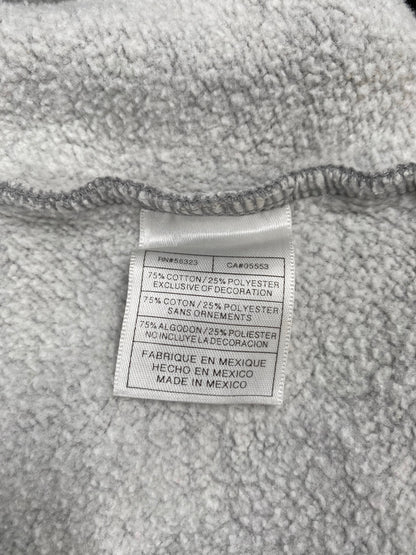 RN#56323 CA#05553
75% COTTON / 25% POLYESTER
EXCLUSIVE OF DECORATION
75% COTON / 25% POLYESTER
SANS ORNEMENTS
75% ALGODON / 25% POLIESTER
NO INCLUYE LA DECORACION
FABRIQUE EN MEXIQUE
HECHO EN MEXICO
MADE IN MEXICO